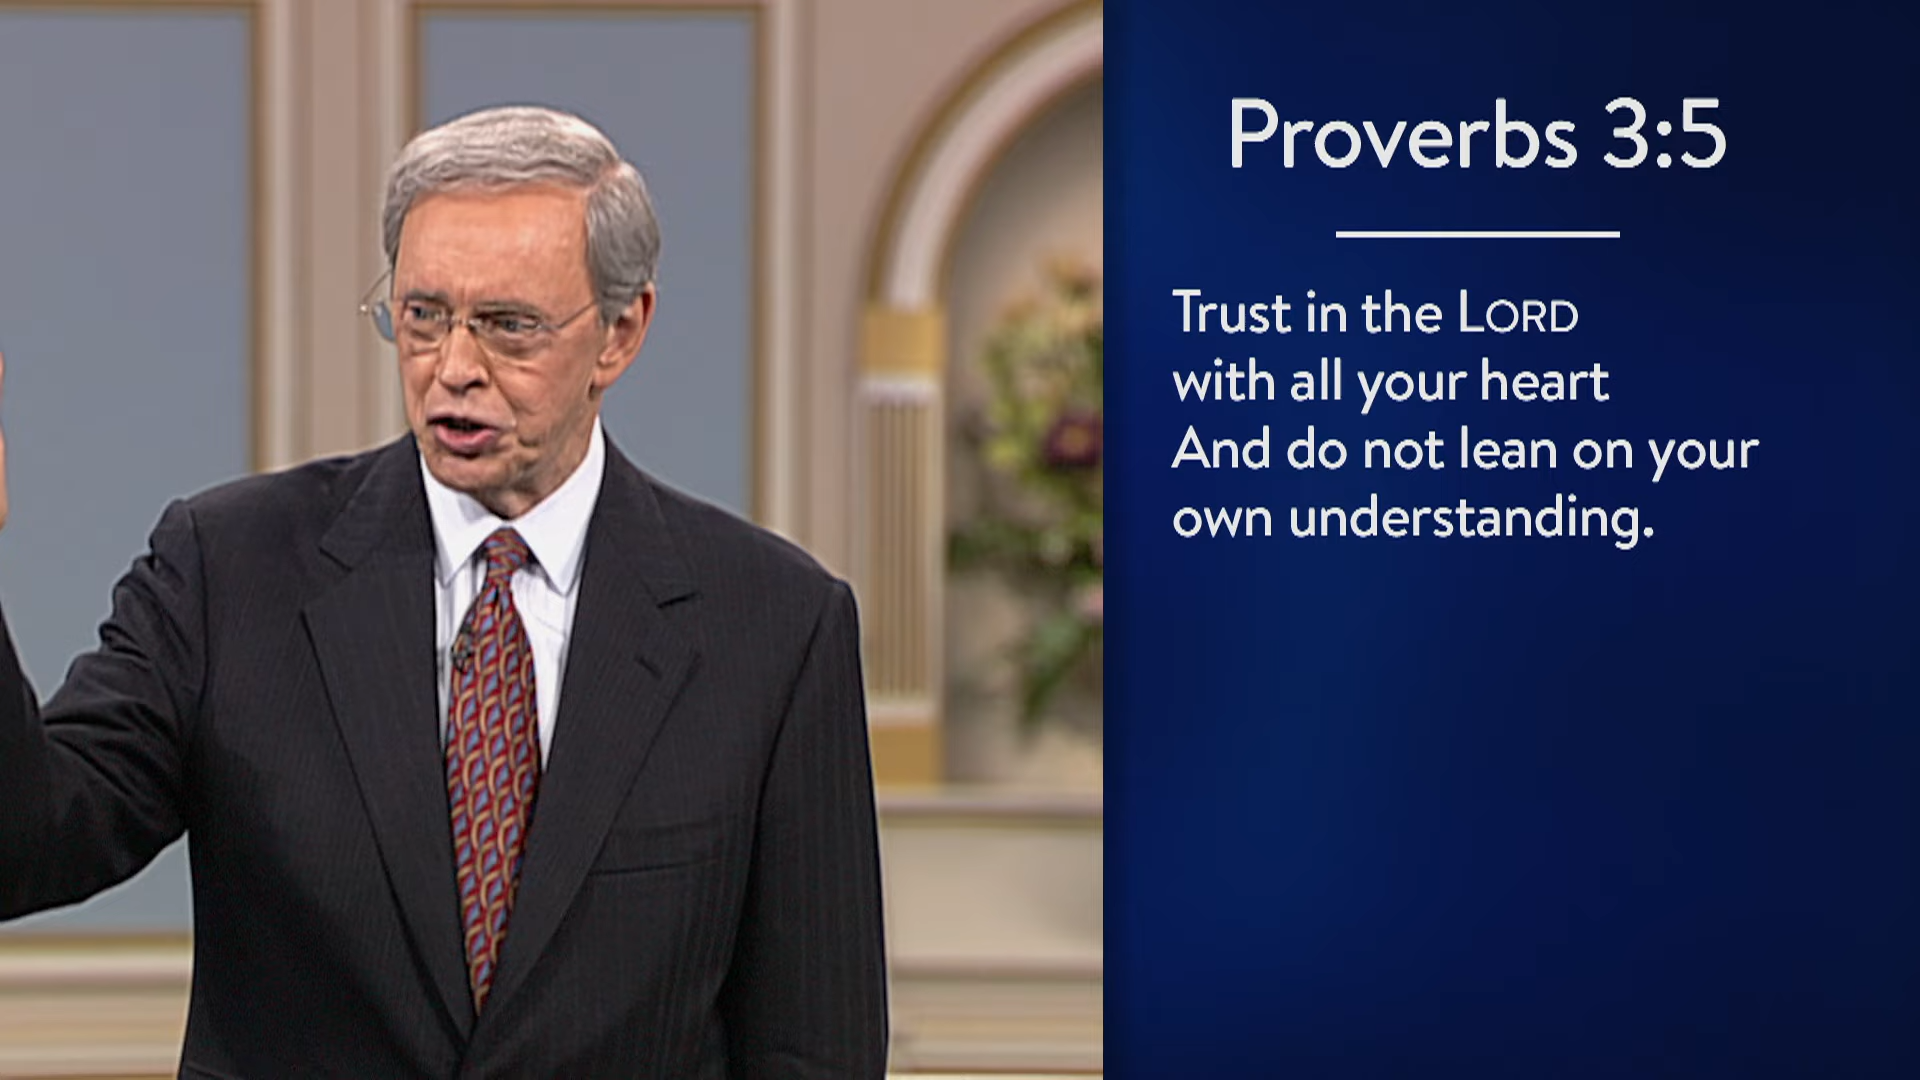 Proverbs 3:5
Trust in the LORD
with all your heart
And do not lean on your
own understanding.